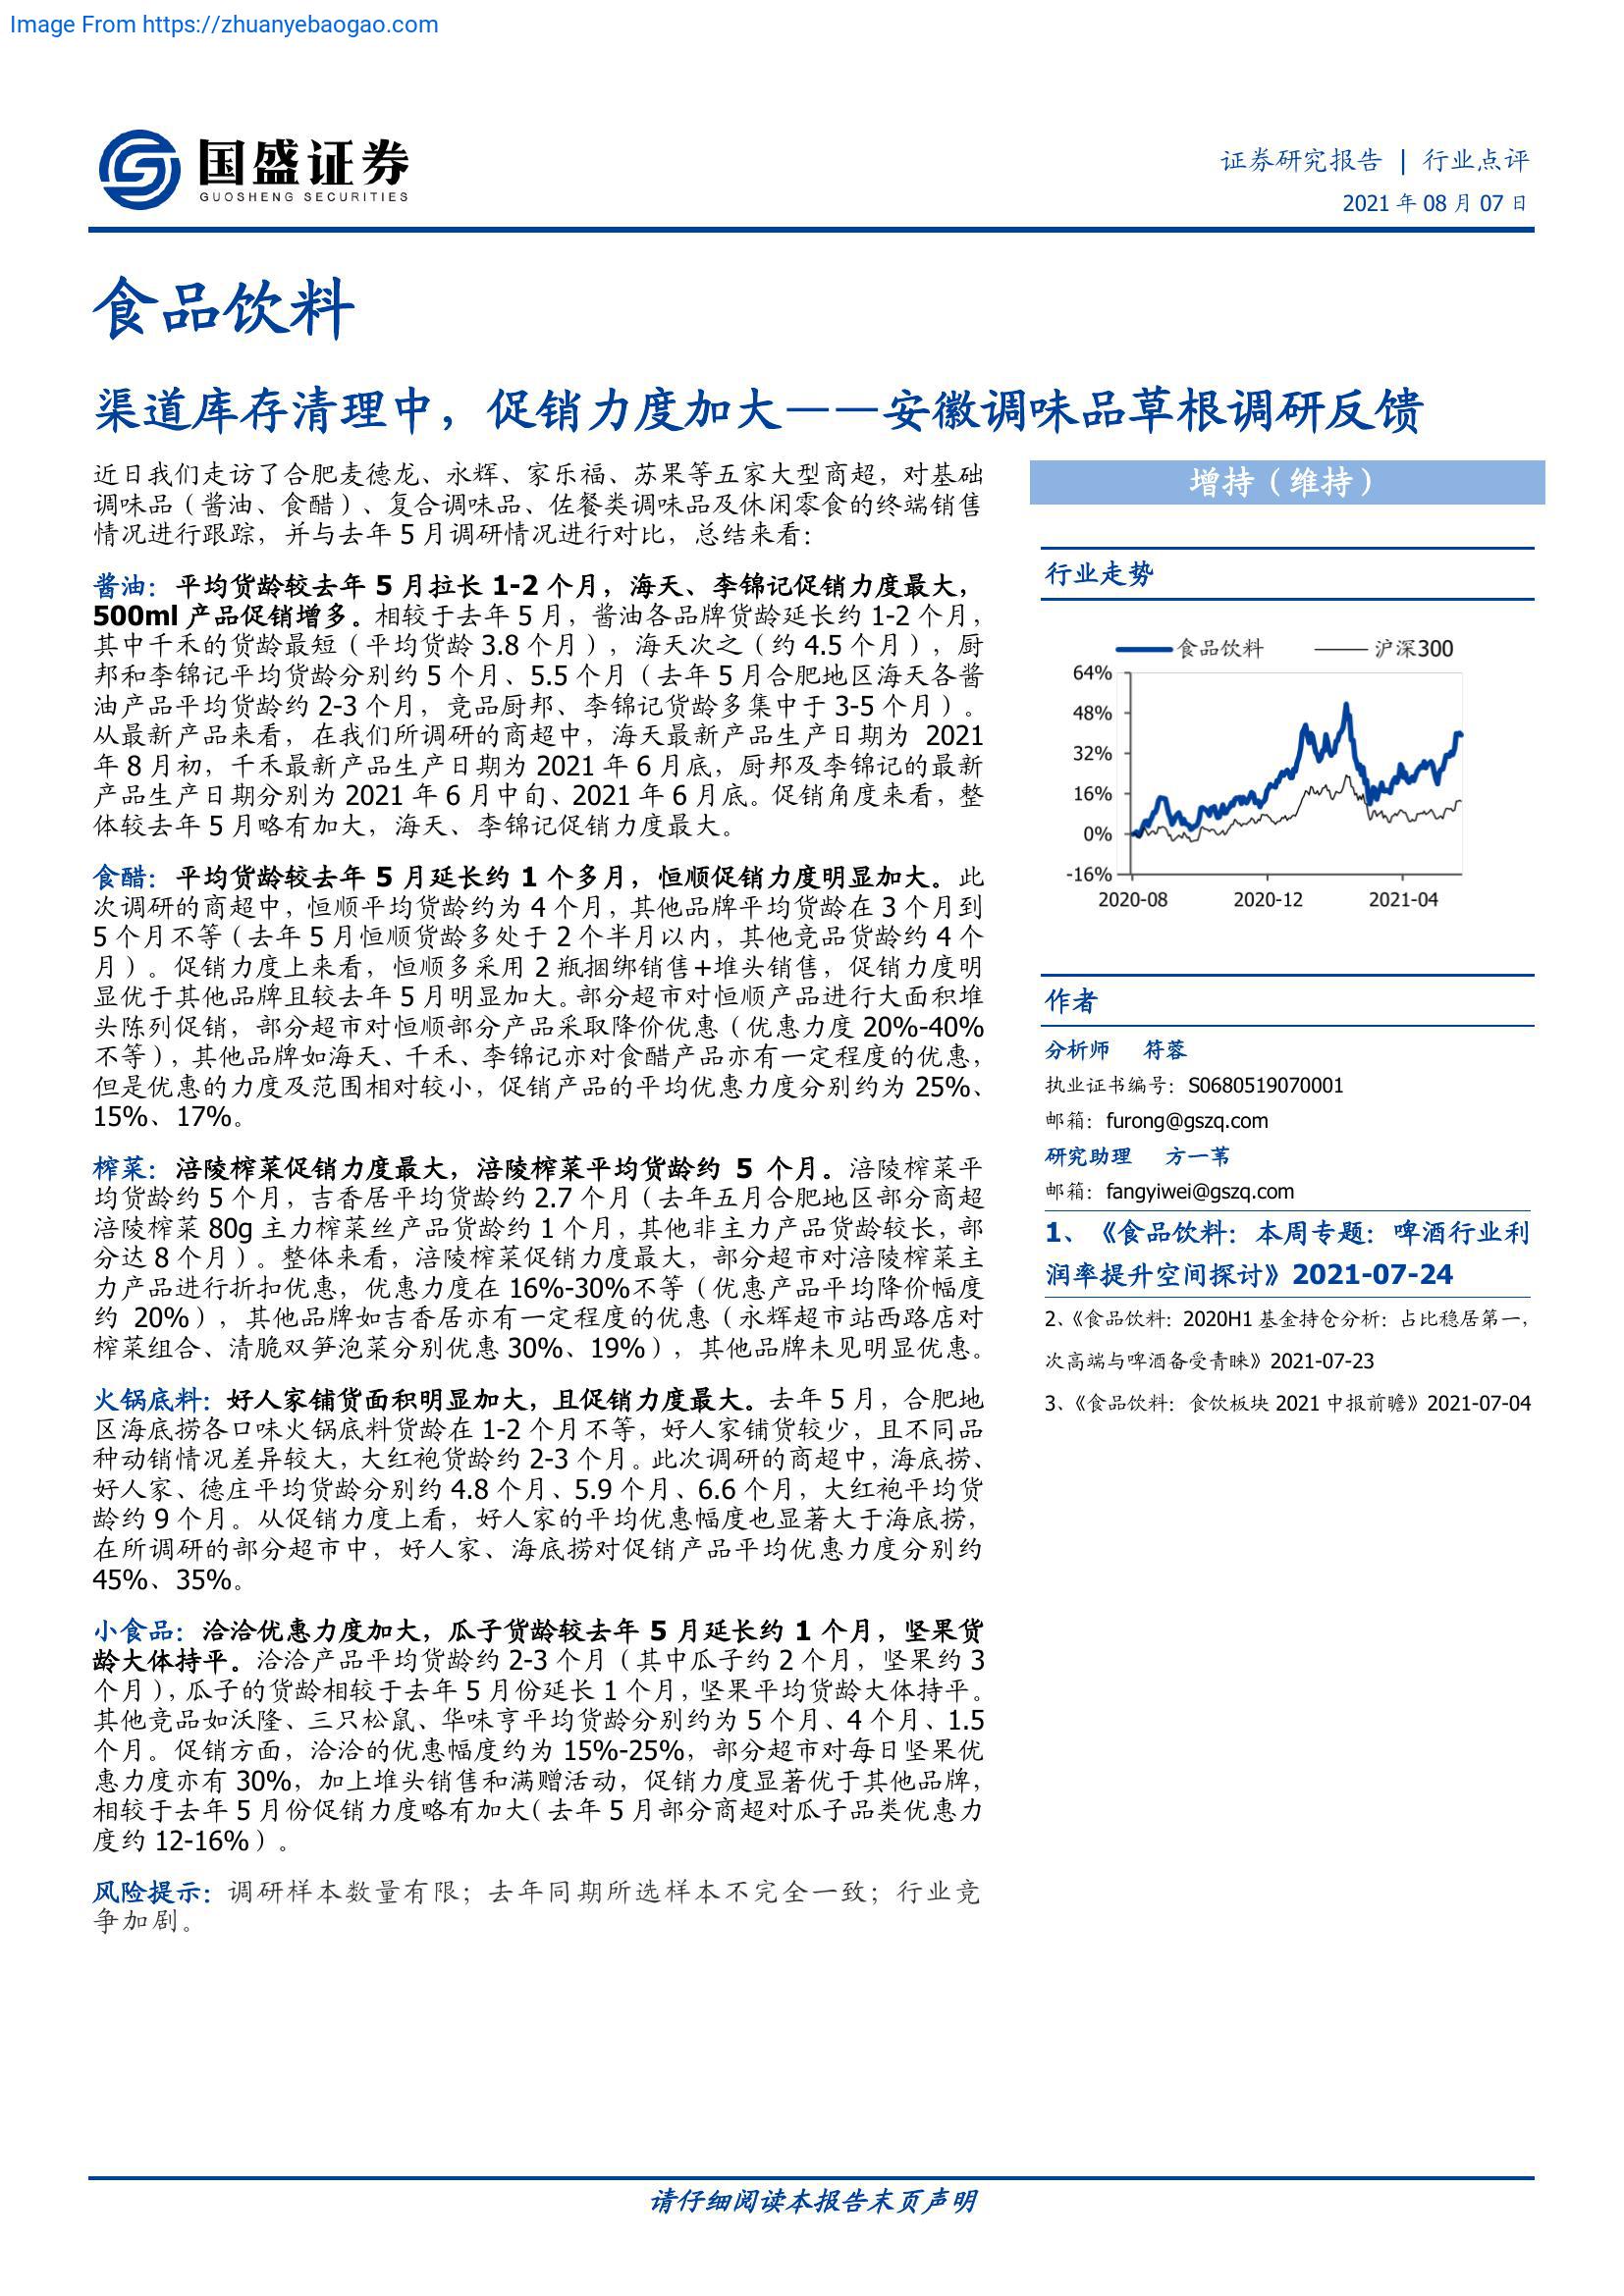 Image From https://zhuanyebaogao.com
国盛证券
GUOSHENG SECURITIES
证券研究报告 | 行业点评
2021 年 08 月 07 日
食品饮料
渠道库存清理中，促销力度加大——安徽调味品草根调研反馈
近日我们走访了合肥麦德龙、永辉、家乐福、苏果等五家大型商超，对基础
调味品（酱油、食醋）、复合调味品、佐餐类调味品及休闲零食的终端销售
情况进行跟踪，并与去年 5 月调研情况进行对比，总结来看：
酱油：平均货龄较去年 5 月拉长 1-2 个月，海天、李锦记促销力度最大，
500ml 产品促销增多。相较于去年 5 月，酱油各品牌货龄延长约 1-2 个月，
其中千禾的货龄最短（平均货龄 3.8 个月），海天次之（约 4.5 个月），厨
邦和李锦记平均货龄分别约 5 个月、5.5 个月（去年 5 月合肥地区海天各酱
油产品平均货龄约 2-3 个月，竞品厨邦、李锦记货龄多集中于 3-5 个月）。
从最新产品来看，在我们所调研的商超中，海天最新产品生产日期为 2021
年 8 月初，千禾最新产品生产日期为 2021 年 6 月底，厨邦及李锦记的最新
产品生产日期分别为 2021 年 6 月中旬、2021 年 6 月底。促销角度来看，整
体较去年 5 月略有加大，海天、李锦记促销力度最大。
食醋：平均货龄较去年 5 月延长约 1 个多月，恒顺促销力度明显加大。此
次调研的商超中，恒顺平均货龄约为 4 个月，其他品牌平均货龄在 3 个月到
5 个月不等（去年 5 月恒顺货龄多处于 2 个半月以内，其他竞品货龄约 4 个
月）。促销力度上来看，恒顺多采用 2 瓶捆绑销售+堆头销售，促销力度明
显优于其他品牌且较去年 5 月明显加大。部分超市对恒顺产品进行大面积堆
头陈列促销，部分超市对恒顺部分产品采取降价优惠（优惠力度 20%-40%
不等），其他品牌如海天、千禾、李锦记亦对食醋产品亦有一定程度的优惠，
但是优惠的力度及范围相对较小，促销产品的平均优惠力度分别约为 25%、
15%、17%。
榨菜：涪陵榨菜促销力度最大，涪陵榨菜平均货龄约 5 个月。涪陵榨菜平
均货龄约 5 个月，吉香居平均货龄约 2.7 个月（去年五月合肥地区部分商超
涪陵榨菜 80g 主力榨菜丝产品货龄约 1 个月，其他非主力产品货龄较长，部
分达 8 个月）。整体来看，涪陵榨菜促销力度最大，部分超市对涪陵榨菜主
力产品进行折扣优惠，优惠力度在 16%-30%不等（优惠产品平均降价幅度
约 20%），其他品牌如吉香居亦有一定程度的优惠（永辉超市站西路店对
榨菜组合、清脆双笋泡菜分别优惠 30%、19%），其他品牌未见明显优惠。
火锅底料：好人家铺货面积明显加大，且促销力度最大。去年 5 月，合肥地
区海底捞各口味火锅底料货龄在 1-2 个月不等，好人家铺货较少，且不同品
种动销情况差异较大，大红袍货龄约 2-3 个月。此次调研的商超中，海底捞、
好人家、德庄平均货龄分别约 4.8 个月、5.9 个月、6.6 个月，大红袍平均货
龄约 9 个月。从促销力度上看，好人家的平均优惠幅度也显著大于海底捞，
在所调研的部分超市中，好人家、海底捞对促销产品平均优惠力度分别约
45%、35%。
小食品：洽洽优惠力度加大，瓜子货龄较去年 5 月延长约 1 个月，坚果货
龄大体持平。洽洽产品平均货龄约 2-3 个月（其中瓜子约 2 个月，坚果约 3
个月），瓜子的货龄相较于去年 5 月份延长 1 个月，坚果平均货龄大体持平。
其他竞品如沃隆、三只松鼠、华味亨平均货龄分别约为 5 个月、4 个月、1.5
个月。促销方面，洽洽的优惠幅度约为 15%-25%，部分超市对每日坚果优
惠力度亦有 30%，加上堆头销售和满赠活动，促销力度显著优于其他品牌，
相较于去年 5 月份促销力度略有加大（去年 5 月部分商超对瓜子品类优惠力
度约 12-16%）。
风险提示：调研样本数量有限；去年同期所选样本不完全一致；行业竞
争加剧。
增持（维持）
行业走势
食品饮料 沪深300
64%
48%
32%
16%
0%
-16%
2020-08 2020-12 2021-04
作者
分析师 符蓉
执业证书编号：S0680519070001
邮箱：furong@gszq.com
研究助理 方一苇
邮箱：fangyiwei@gszq.com
1、《食品饮料：本周专题：啤酒行业利
润率提升空间探讨》2021-07-24
2、《食品饮料：2020H1 基金持仓分析：占比稳居第一，
次高端与啤酒备受青睐》2021-07-23
3、《食品饮料：食饮板块 2021 中报前瞻》2021-07-04
请仔细阅读本报告末页声明